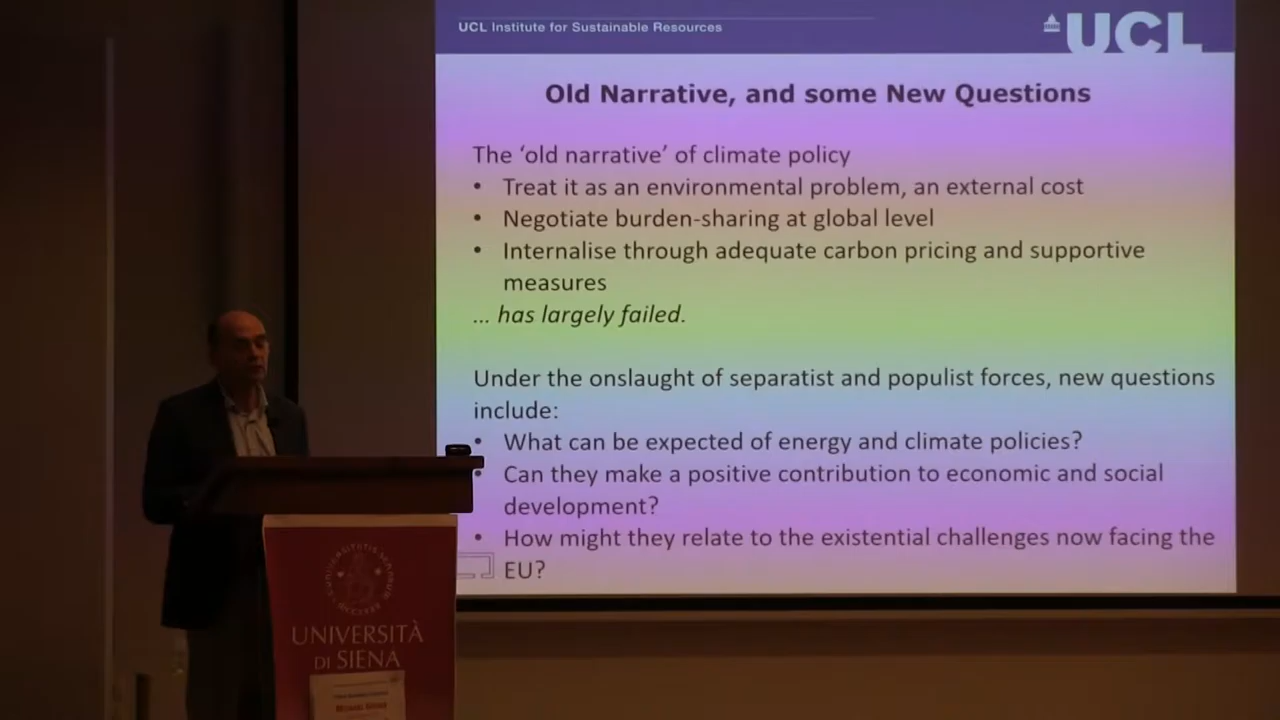 UCL Institute for Sustainable Resources
UCL
Old Narrative, and some New Questions
The ‘old narrative’ of climate policy
• Treat it as an environmental problem, an external cost
• Negotiate burden-sharing at global level
• Internalise through adequate carbon pricing and supportive
measures
... has largely failed.
Under the onslaught of separatist and populist forces, new questions
include:
• What can be expected of energy and climate policies?
• Can they make a positive contribution to economic and social
development?
• How might they relate to the existential challenges now facing the
EU?
UNIVERSITÀ
DI SIENA